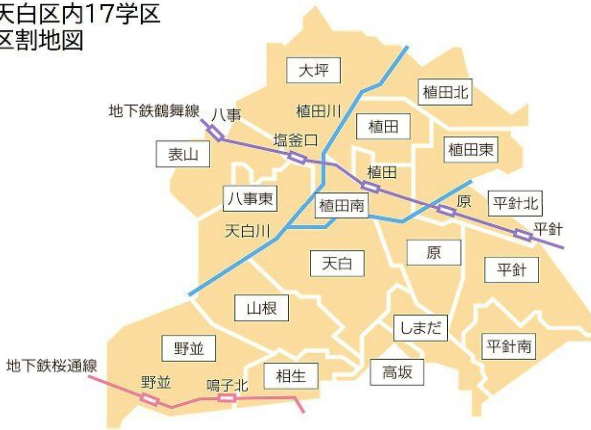 天白区内17学区
区割地図
大坪
植田北
地下鉄鶴舞線
八事
植田川
植田
塩釜口
表山
植田東
植田
八事東
植田南
原
平針北
天白川
平針
天白
原
平針
山根
しまだ
野並
平針南
地下鉄桜通線
相生
高坂
野並
鳴子北